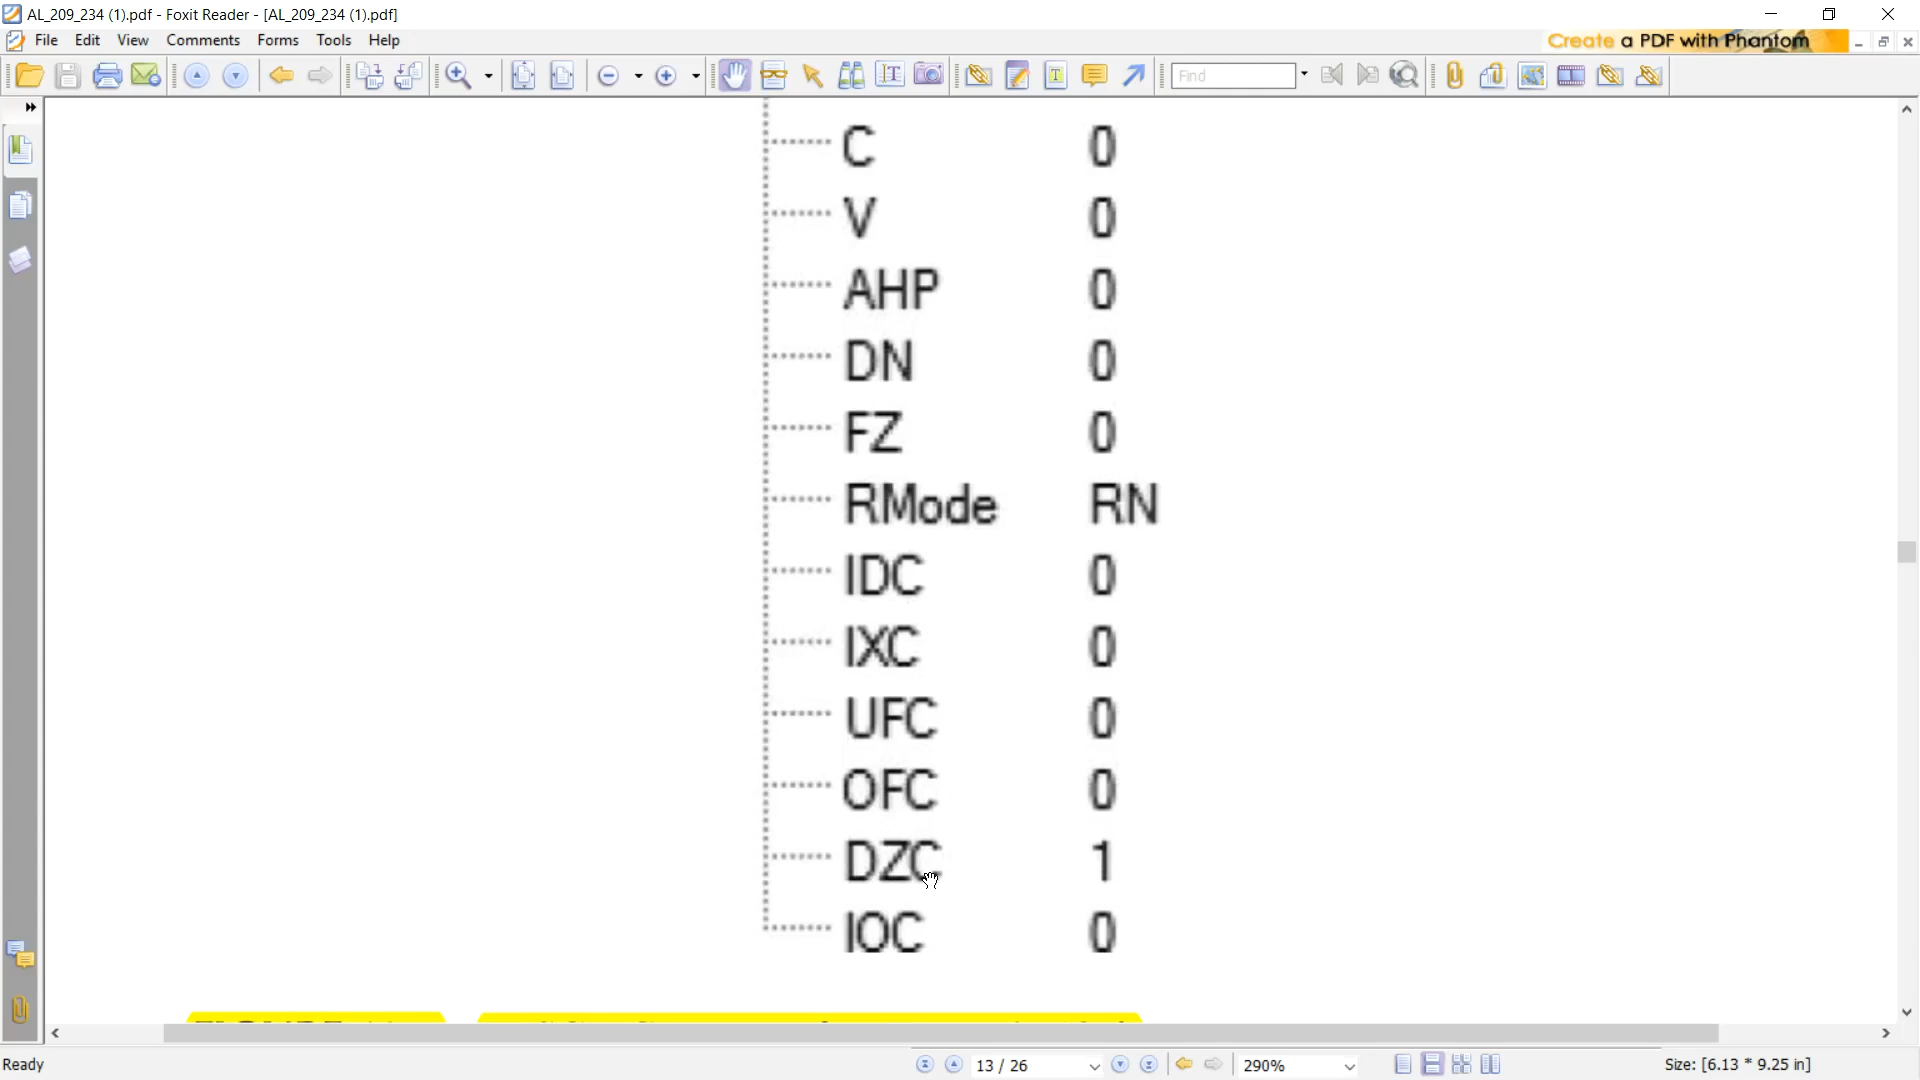 AL_209_234 (1).pdf - Foxit Reader - [AL_209_234 (1).pdf]
File Edit View Comments Forms Tools Help
Create a PDF with Phantom
Find
C 0
V 0
AHP 0
DN 0
FZ 0
RMode RN
IDC 0
IXC 0
UFC 0
OFC 0
DZC 1
IOC 0
Ready
13 / 26
290%
Size: [6.13 * 9.25 in]